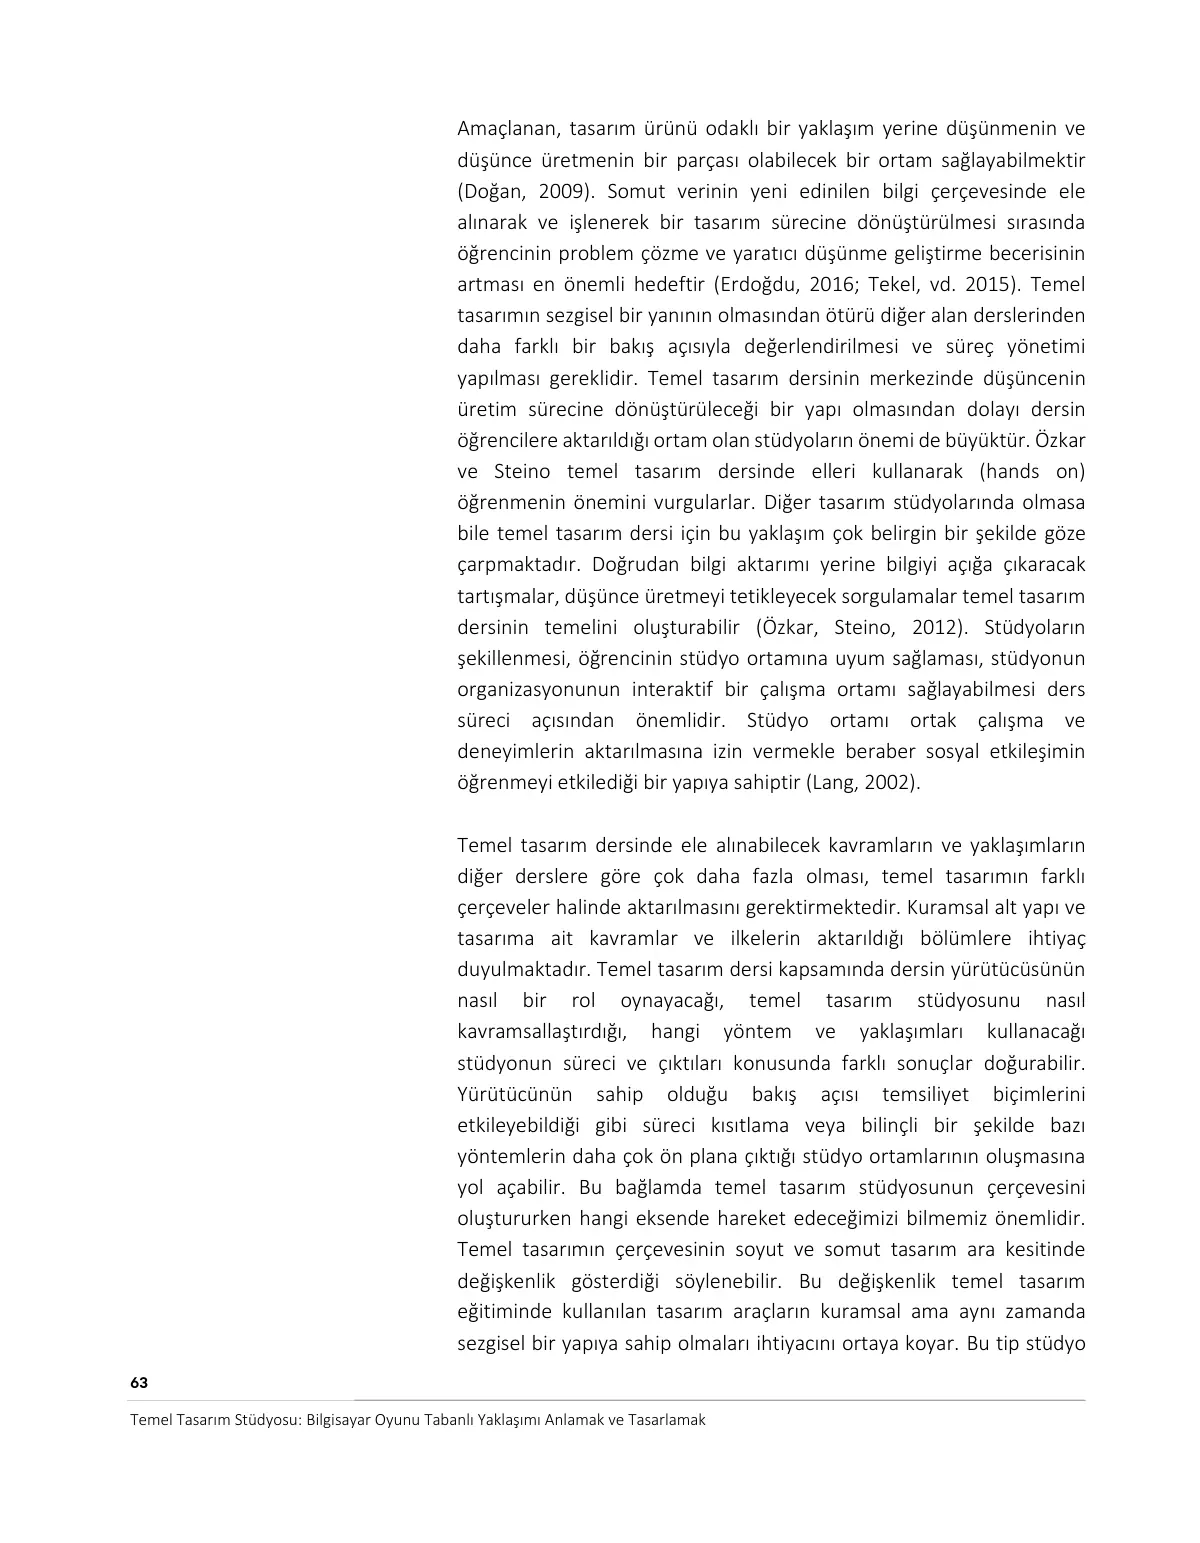 Amaçlanan, tasarım ürünü odaklı bir yaklaşım yerine düşünmenin ve
düşünce üretmenin bir parçası olabilecek bir ortam sağlayabilmektir
(Doğan, 2009). Somut verinin yeni edinilen bilgi çerçevesinde ele
alınarak ve işlenerek bir tasarım sürecine dönüştürülmesi sırasında
öğrencinin problem çözme ve yaratıcı düşünme geliştirme becerisinin
artması en önemli hedeftir (Erdoğdu, 2016; Tekel, vd. 2015). Temel
tasarımın sezgisel bir yanının olmasından ötürü diğer alan derslerinden
daha farklı bir bakış açısıyla değerlendirilmesi ve süreç yönetimi
yapılması gereklidir. Temel tasarım dersinin merkezinde düşüncenin
üretim sürecine dönüştürüleceği bir yapı olmasından dolayı dersin
öğrencilere aktarıldığı ortam olan stüdyoların önemi de büyüktür. Özkar
ve Steino temel tasarım dersinde elleri kullanarak (hands on)
öğrenmenin önemini vurgularlar. Diğer tasarım stüdyolarında olmasa
bile temel tasarım dersi için bu yaklaşım çok belirgin bir şekilde göze
çarpmaktadır. Doğrudan bilgi aktarımı yerine bilgiyi açığa çıkaracak
tartışmalar, düşünce üretmeyi tetikleyecek sorgulamalar temel tasarım
dersinin temelini oluşturabilir (Özkar, Steino, 2012). Stüdyoların
şekillenmesi, öğrencinin stüdyo ortamına uyum sağlaması, stüdyonun
organizasyonunun interaktif bir çalışma ortamı sağlayabilmesi ders
süreci açısından önemlidir. Stüdyo ortamı ortak çalışma ve
deneyimlerin aktarılmasına izin vermekle beraber sosyal etkileşimin
öğrenmeyi etkilediği bir yapıya sahiptir (Lang, 2002).
Temel tasarım dersinde ele alınabilecek kavramların ve yaklaşımların
diğer derslere göre çok daha fazla olması, temel tasarımın farklı
çerçeveler halinde aktarılmasını gerektirmektedir. Kuramsal alt yapı ve
tasarıma ait kavramlar ve ilkelerin aktarıldığı bölümlere ihtiyaç
duyulmaktadır. Temel tasarım dersi kapsamında dersin yürütücüsünün
nasıl bir rol oynayacağı, temel tasarım stüdyosunu nasıl
kavramsallaştırdığı, hangi yöntem ve yaklaşımları kullanacağı
stüdyonun süreci ve çıktıları konusunda farklı sonuçlar doğurabilir.
Yürütücünün sahip olduğu bakış açısı temsiliyet biçimlerini
etkileyebildiği gibi süreci kısıtlama veya bilinçli bir şekilde bazı
yöntemlerin daha çok ön plana çıktığı stüdyo ortamlarının oluşmasına
yol açabilir. Bu bağlamda temel tasarım stüdyosunun çerçevesini
oluştururken hangi eksende hareket edeceğimizi bilmemiz önemlidir.
Temel tasarımın çerçevesinin soyut ve somut tasarım ara kesitinde
değişkenlik gösterdiği söylenebilir. Bu değişkenlik temel tasarım
eğitiminde kullanılan tasarım araçların kuramsal ama aynı zamanda
sezgisel bir yapıya sahip olmaları ihtiyacını ortaya koyar. Bu tip stüdyo
63
Temel Tasarım Stüdyosu: Bilgisayar Oyunu Tabanlı Yaklaşımı Anlamak ve Tasarlamak